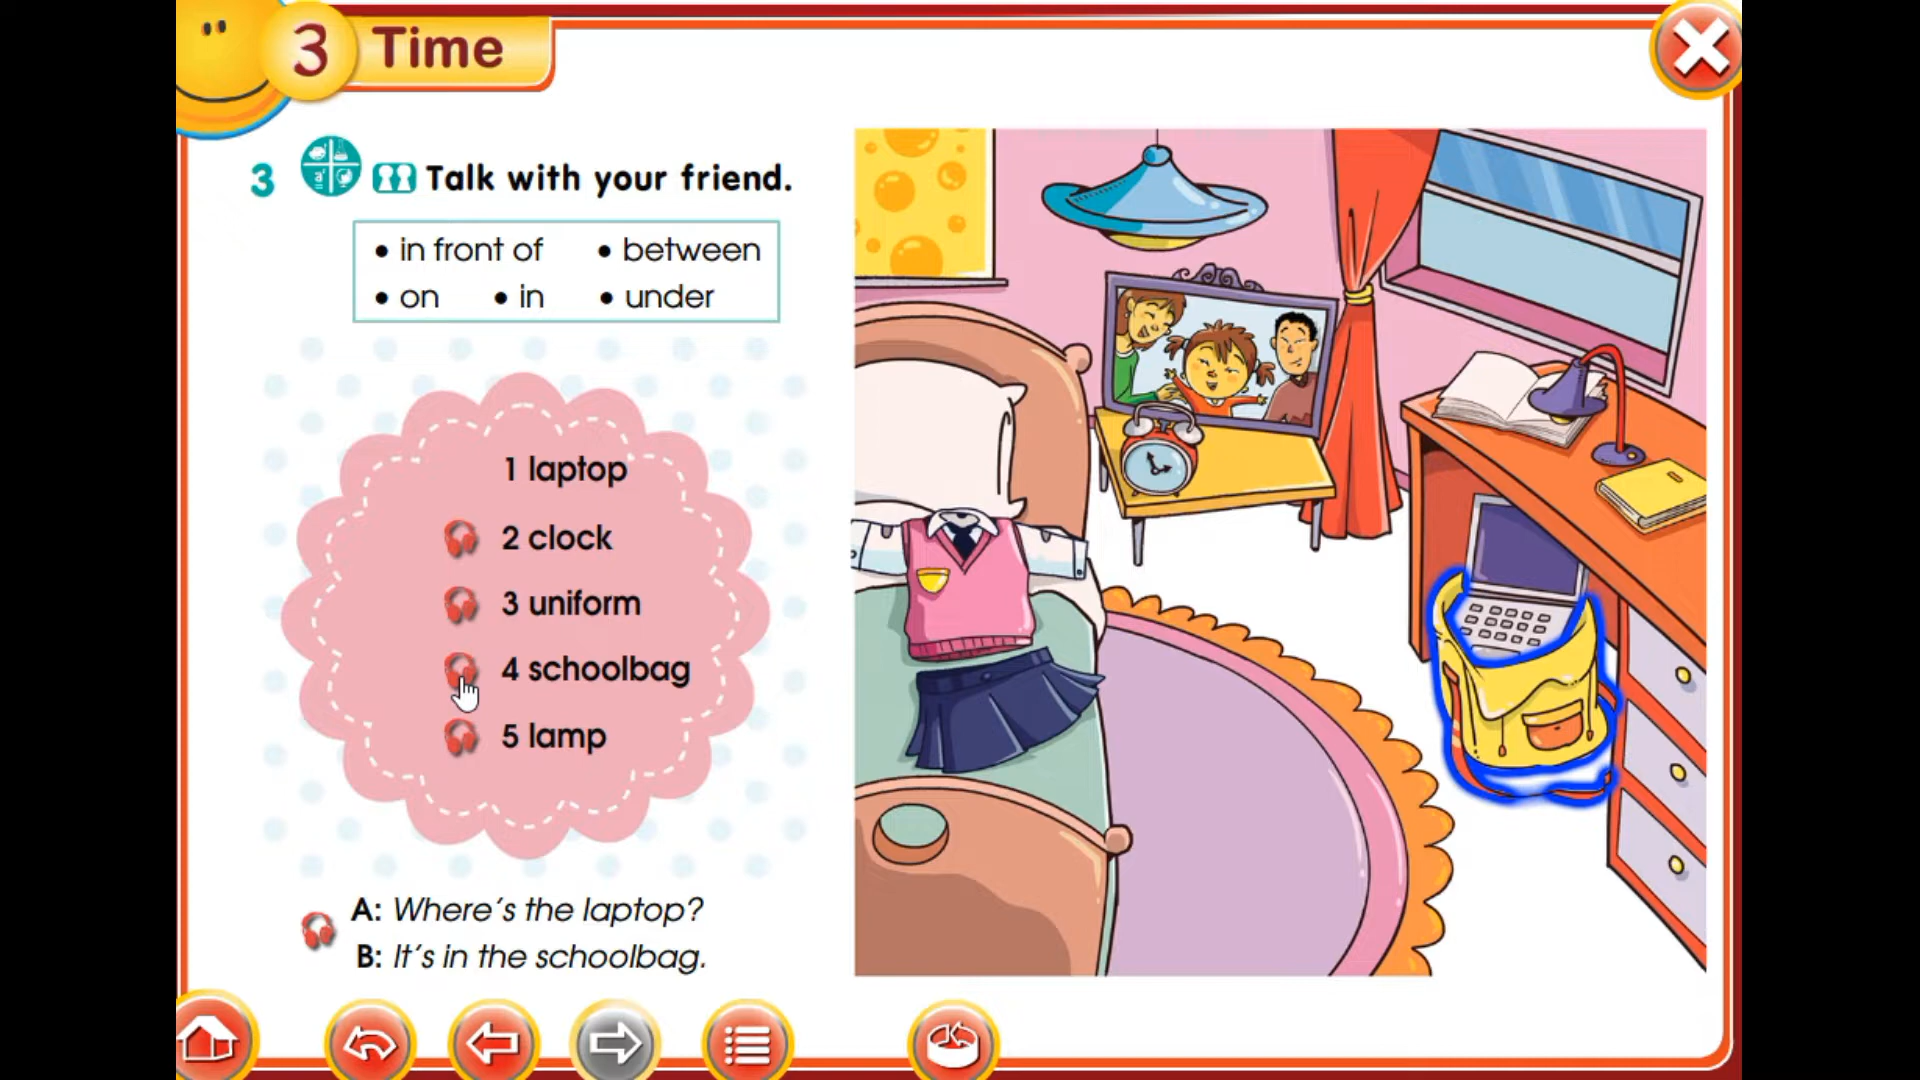 3 Time
3 Talk with your friend.
• in front of • between
• on • in • under
1 laptop
2 clock
3 uniform
4 schoolbag
5 lamp
A: Where's the laptop?
B: It's in the schoolbag.